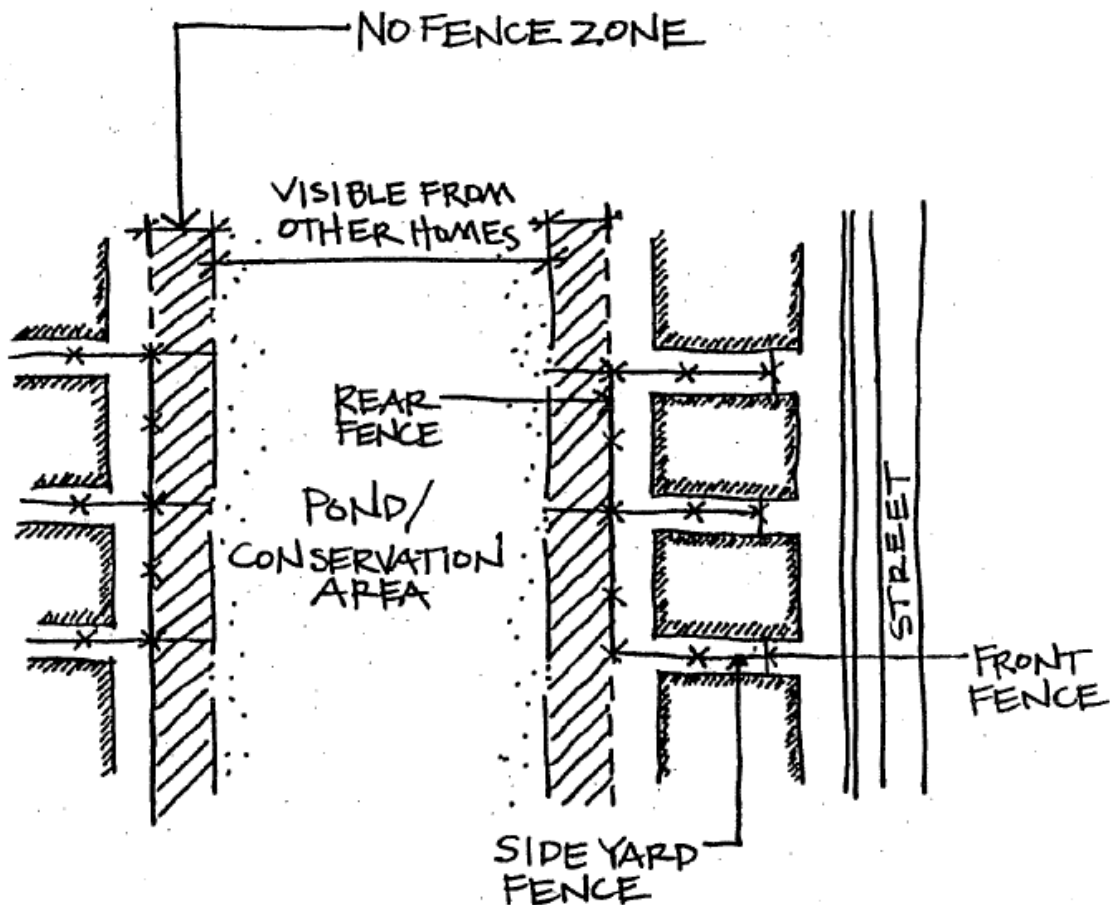 NO FENCE ZONE
VISIBLE FROM
OTHER HOMES
REAR
FENCE
POND/
CONSERVATION
AREA
STREET
FRONT
FENCE
SIDE YARD
FENCE